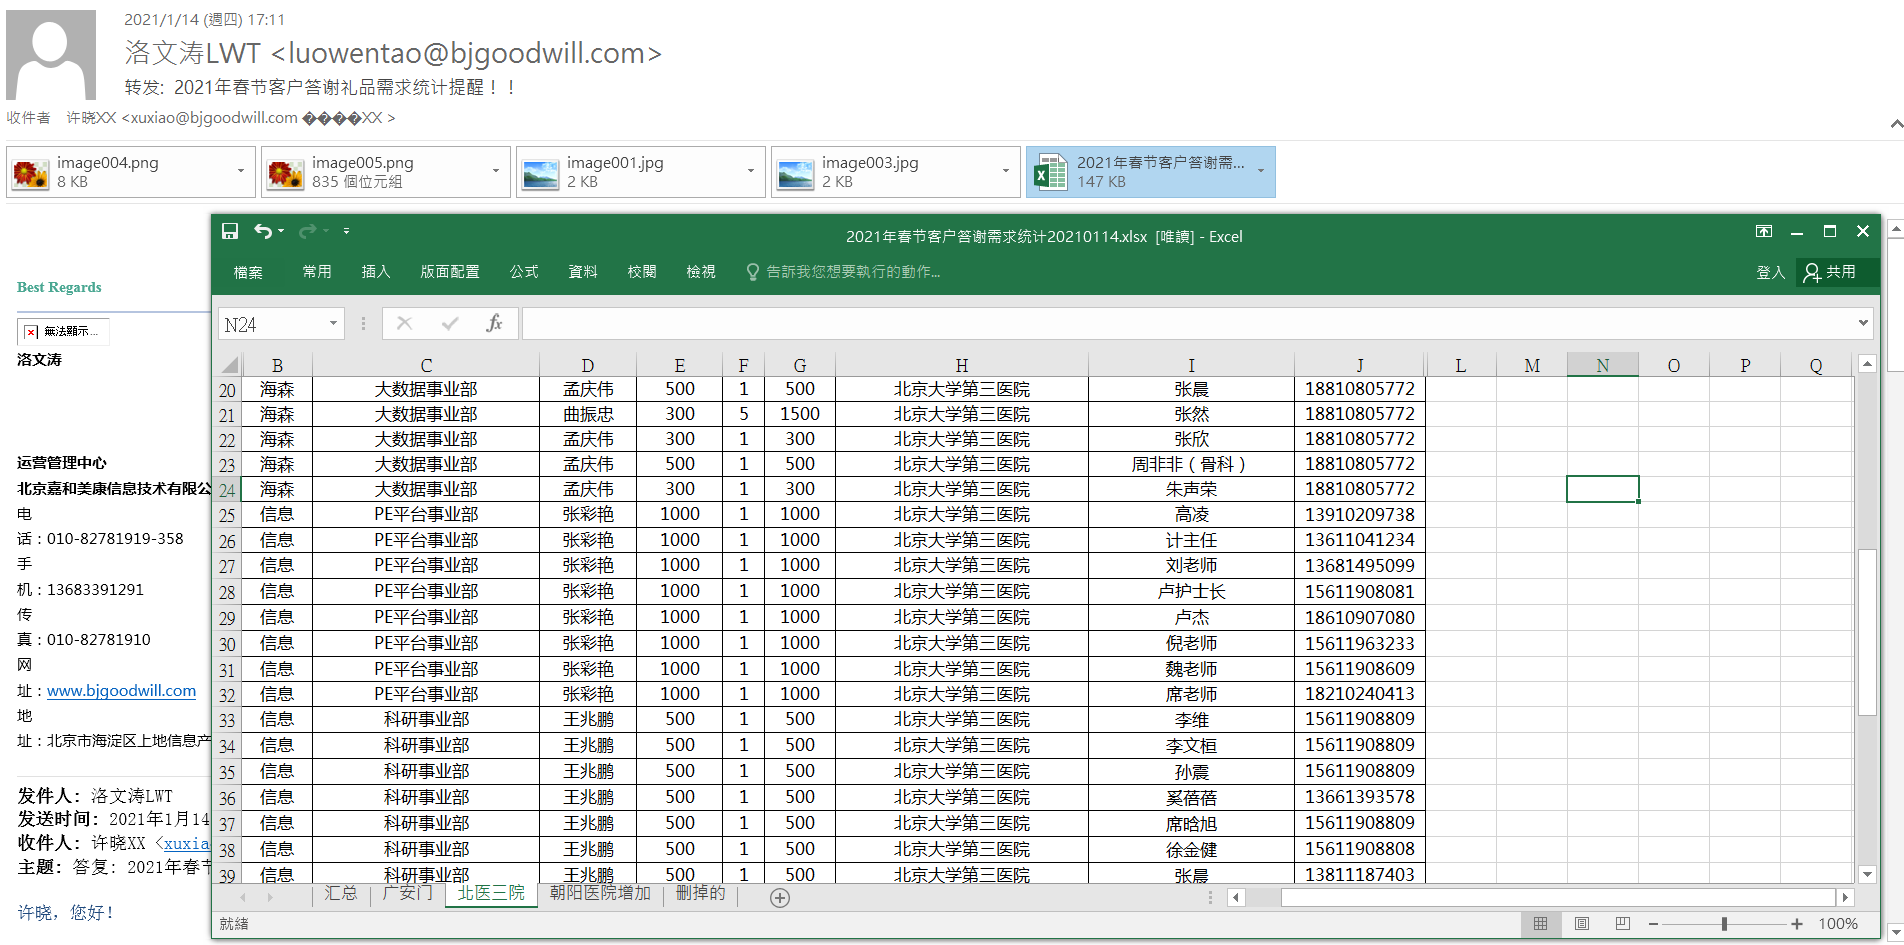 2021/1/14 (週四) 17:11
洛文涛LWT <luowentao@bjgoodwill.com>
转发: 2021年春节客户答谢礼品需求统计提醒！！
收件者 许晓XX <xuxiao@bjgoodwill.com ����XX >
image004.png
8 KB
image005.png
835 個位元組
image001.jpg
2 KB
image003.jpg
2 KB
2021年春节客户答谢需...
147 KB
Best Regards
無法顯示...
洛文涛
运营管理中心
北京嘉和美康信息技术有限公
电
话：010-82781919-358
手
机：13683391291
传
真：010-82781910
网
址：www.bjgoodwill.com
地
址：北京市海淀区上地信息产
发件人: 洛文涛LWT
发送时间: 2021年1月14
收件人: 许晓XX <xuxia
主题: 答复: 2021年春节
许晓，您好！
2021年春节客户答谢需求统计20210114.xlsx [唯讀] - Excel
檔案 常用 插入 版面配置 公式 資料 校閱 檢視 告訴我您想要執行的動作... 登入 共用
N24 fx
B C D E F G H I J L M N O P Q
20 海森 大数据事业部 孟庆伟 500 1 500 北京大学第三医院 张晨 18810805772
21 海森 大数据事业部 曲振忠 300 5 1500 北京大学第三医院 张然 18810805772
22 海森 大数据事业部 孟庆伟 300 1 300 北京大学第三医院 张欣 18810805772
23 海森 大数据事业部 孟庆伟 500 1 500 北京大学第三医院 周非非（骨科） 18810805772
24 海森 大数据事业部 孟庆伟 300 1 300 北京大学第三医院 朱声荣 18810805772
25 信息 PE平台事业部 张彩艳 1000 1 1000 北京大学第三医院 高凌 13910209738
26 信息 PE平台事业部 张彩艳 1000 1 1000 北京大学第三医院 计主任 13611041234
27 信息 PE平台事业部 张彩艳 1000 1 1000 北京大学第三医院 刘老师 13681495099
28 信息 PE平台事业部 张彩艳 1000 1 1000 北京大学第三医院 卢护士长 15611908081
29 信息 PE平台事业部 张彩艳 1000 1 1000 北京大学第三医院 卢杰 18610907080
30 信息 PE平台事业部 张彩艳 1000 1 1000 北京大学第三医院 倪老师 15611963233
31 信息 PE平台事业部 张彩艳 1000 1 1000 北京大学第三医院 魏老师 15611908609
32 信息 PE平台事业部 张彩艳 1000 1 1000 北京大学第三医院 席老师 18210240413
33 信息 科研事业部 王兆鹏 500 1 500 北京大学第三医院 李维 15611908809
34 信息 科研事业部 王兆鹏 500 1 500 北京大学第三医院 李文桓 15611908809
35 信息 科研事业部 王兆鹏 500 1 500 北京大学第三医院 孙震 15611908809
36 信息 科研事业部 王兆鹏 500 1 500 北京大学第三医院 奚蓓蓓 13661393578
37 信息 科研事业部 王兆鹏 500 1 500 北京大学第三医院 席晗旭 15611908809
38 信息 科研事业部 王兆鹏 500 1 500 北京大学第三医院 徐金健 15611908808
39 信息 科研事业部 王兆鹏 500 1 500 北京大学第三医院 张晨 13811187403
汇总 广安门 北医三院 朝阳医院增加 删掉的
就緒 100%